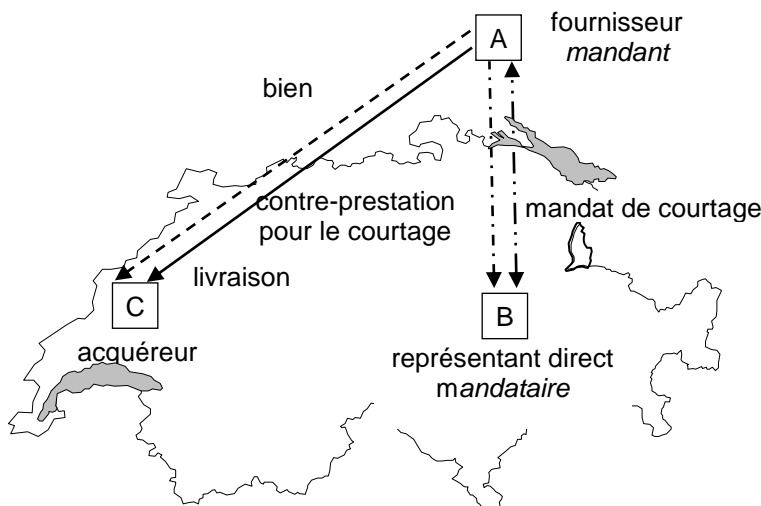 A
fournisseur
mandant
bien
contre-prestation
pour le courtage
mandat de courtage
livraison
C
B
acquéreur
représentant direct
mandataire